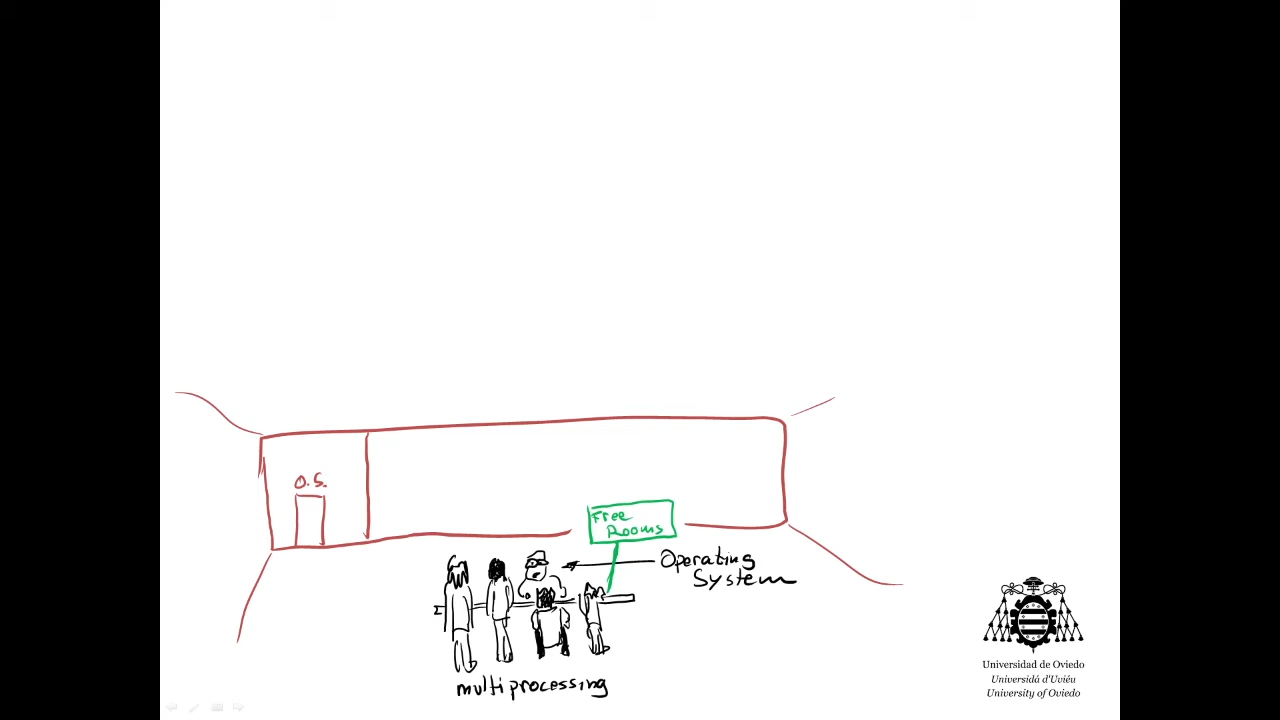 O.S.
Free
Rooms
Operating
System
multiprocessing
Universidad de Oviedo
Universidá d'Uviéu
University of Oviedo